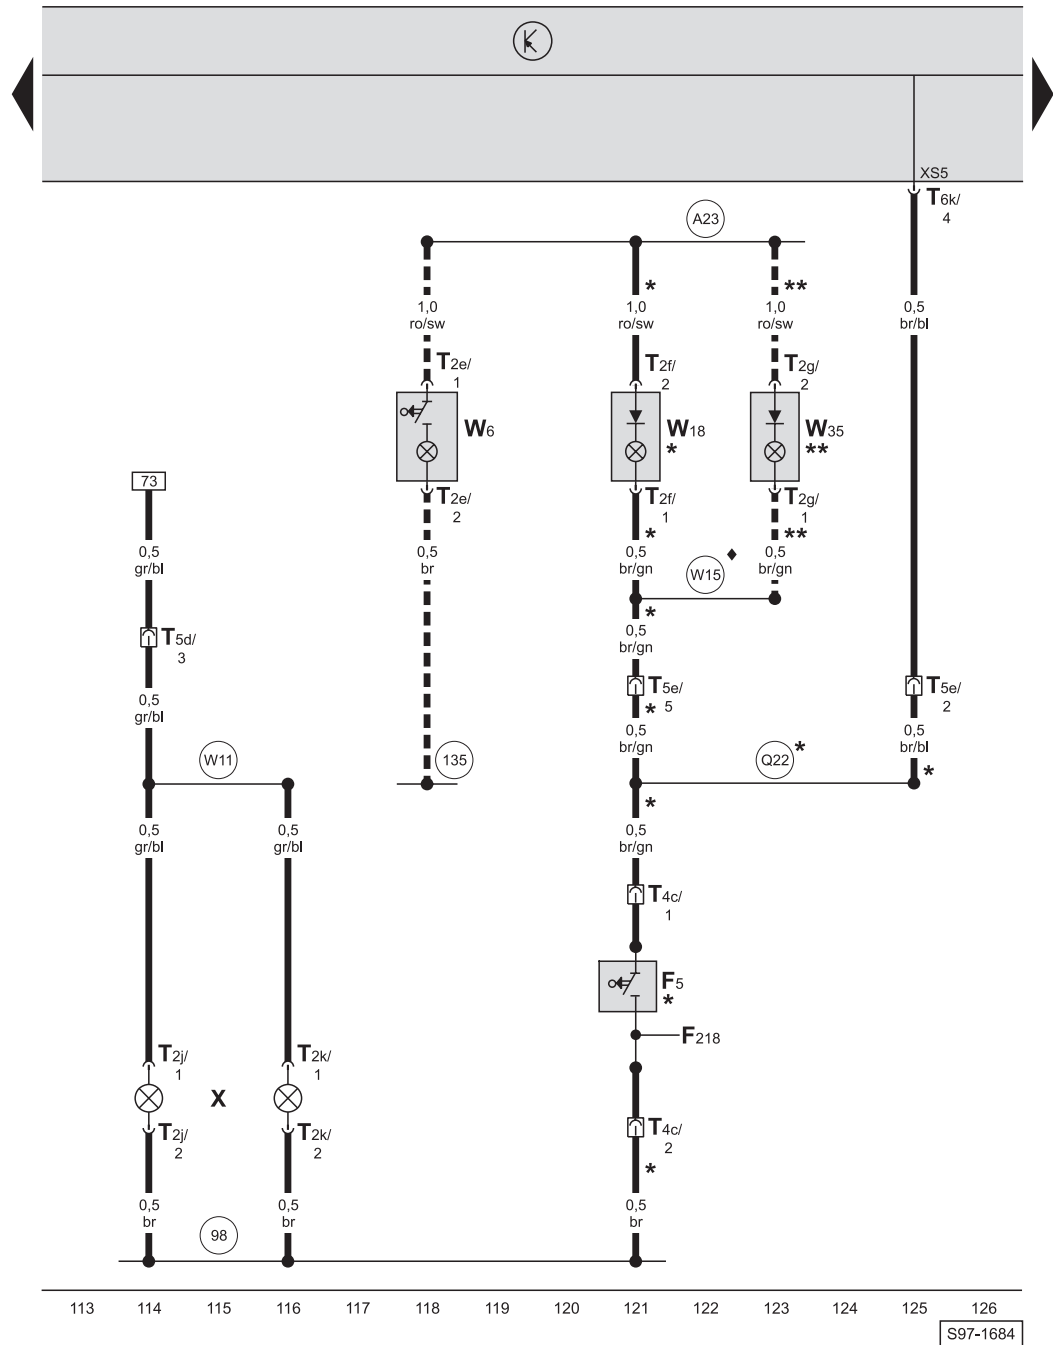 K
XS5
T6k/
4
A23
*
**
1,0
ro/sw
1,0
ro/sw
1,0
ro/sw
0,5
br/bl
T2e/
1
T2f/
2
T2g/
2
W6
W18
*
W35
**
73
T2e/
2
T2f/
1
*
T2g/
1
**
0,5
gr/bl
0,5
br
0,5
br/gn
W15 ♦
0,5
br/gn
*
0,5
br/gn
T5d/
3
T5e/
5
*
T5e/
2
0,5
gr/bl
0,5
br/gn
0,5
br/bl
W11
135
Q22 *
*
*
0,5
gr/bl
0,5
gr/bl
0,5
br/gn
T4c/
1
F5
*
F218
T2j/
1
T2k/
1
X
T2j/
2
T2k/
2
T4c/
2
*
0,5
br
0,5
br
0,5
br
98
113 114 115 116 117 118 119 120 121 122 123 124 125 126
S97-1684